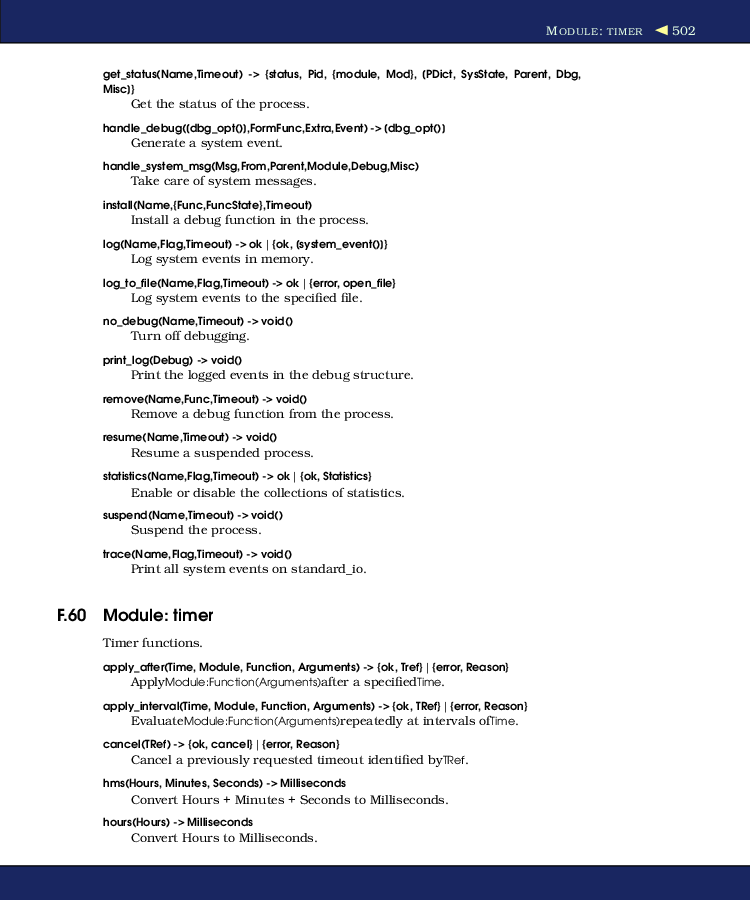 MODULE: TIMER ◀ 502
get_status(Name,Timeout) -> {status, Pid, {module, Mod}, [PDict, SysState, Parent, Dbg,
Misc]}
Get the status of the process.
handle_debug([dbg_opt()],FormFunc,Extra,Event) -> [dbg_opt()]
Generate a system event.
handle_system_msg(Msg,From,Parent,Module,Debug,Misc)
Take care of system messages.
install(Name,{Func,FuncState},Timeout)
Install a debug function in the process.
log(Name,Flag,Timeout) -> ok | {ok, [system_event()]}
Log system events in memory.
log_to_file(Name,Flag,Timeout) -> ok | {error, open_file}
Log system events to the specified file.
no_debug(Name,Timeout) -> void()
Turn off debugging.
print_log(Debug) -> void()
Print the logged events in the debug structure.
remove(Name,Func,Timeout) -> void()
Remove a debug function from the process.
resume(Name,Timeout) -> void()
Resume a suspended process.
statistics(Name,Flag,Timeout) -> ok | {ok, Statistics}
Enable or disable the collections of statistics.
suspend(Name,Timeout) -> void()
Suspend the process.
trace(Name,Flag,Timeout) -> void()
Print all system events on standard_io.
F.60 Module: timer
Timer functions.
apply_after(Time, Module, Function, Arguments) -> {ok, Tref} | {error, Reason}
ApplyModule:Function(Arguments)after a specifiedTime.
apply_interval(Time, Module, Function, Arguments) -> {ok, TRef} | {error, Reason}
EvaluateModule:Function(Arguments)repeatedly at intervals ofTime.
cancel(TRef) -> {ok, cancel} | {error, Reason}
Cancel a previously requested timeout identified byTRef.
hms(Hours, Minutes, Seconds) -> Milliseconds
Convert Hours + Minutes + Seconds to Milliseconds.
hours(Hours) -> Milliseconds
Convert Hours to Milliseconds.